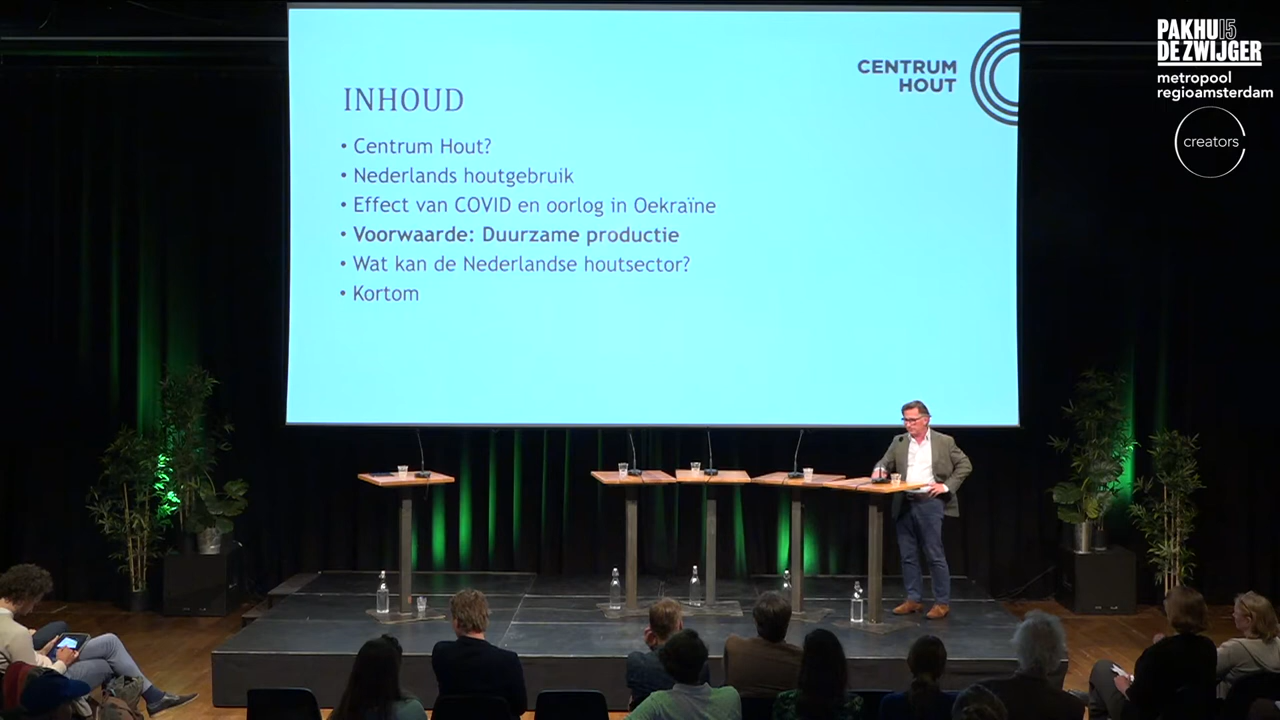 INHOUD
• Centrum Hout?
• Nederlands houtgebruik
• Effect van COVID en oorlog in Oekraïne
• Voorwaarde: Duurzame productie
• Wat kan de Nederlandse houtsector?
• Kortom
CENTRUM
HOUT
PAKHU15
DE ZWIJGER
metropool
regioamsterdam
creators